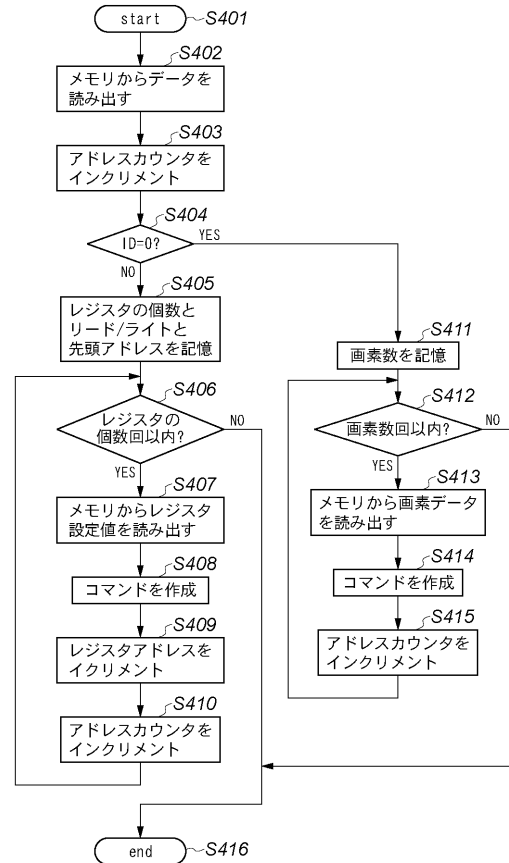 start
S401
S402
メモリからデータを
読み出す
S403
アドレスカウンタを
インクリメント
S404
ID=0?
YES
NO
S405
レジスタの個数と
リード/ライトと
先頭アドレスを記憶
S406
レジスタの
個数回以内?
NO
YES
S407
メモリからレジスタ
設定値を読み出す
S408
コマンドを作成
S409
レジスタアドレスを
イクリメント
S410
アドレスカウンタを
インクリメント
S411
画素数を記憶
S412
画素数回以内?
NO
YES
S413
メモリから画素データ
を読み出す
S414
コマンドを作成
S415
アドレスカウンタを
インクリメント
end
S416